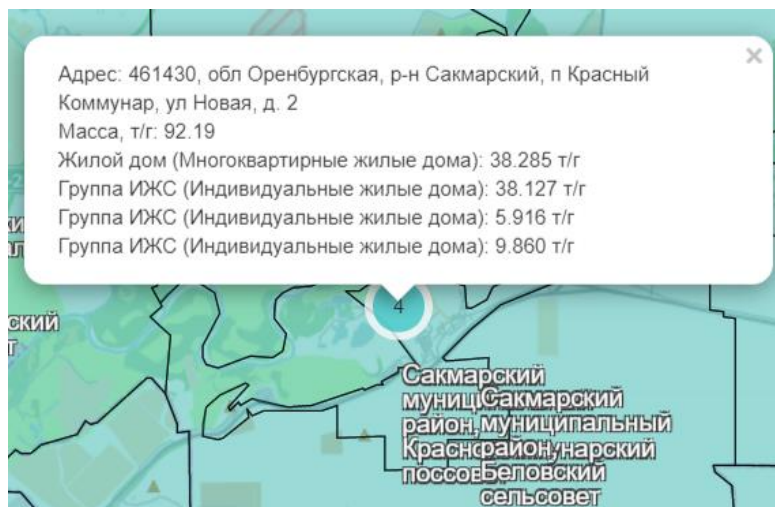 Адрес: 461430, обл Оренбургская, р-н Сакмарский, п Красный
Коммунар, ул Новая, д. 2
Масса, т/г: 92.19
Жилой дом (Многоквартирные жилые дома): 38.285 т/г
Группа ИЖС (Индивидуальные жилые дома): 38.127 т/г
Группа ИЖС (Индивидуальные жилые дома): 5.916 т/г
Группа ИЖС (Индивидуальные жилые дома): 9.860 т/г
4
Сакмарский
район,
поссовет
Сакмарский
муниципальный
район,
Беловский
сельсовет